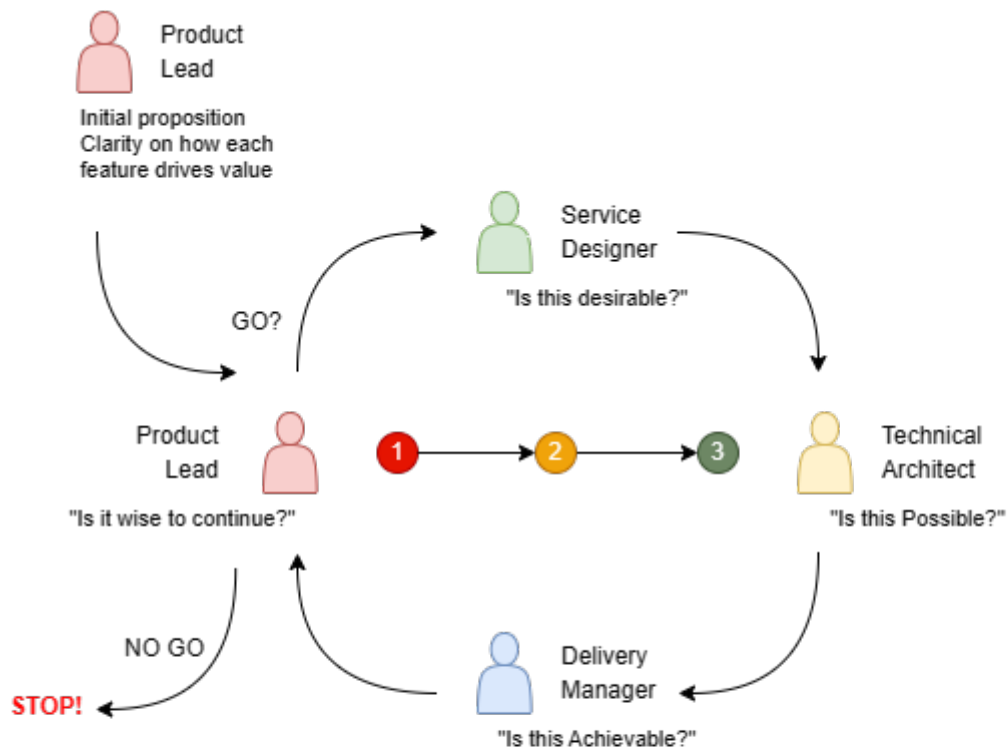 Product
Lead
Initial proposition
Clarity on how each
feature drives value
Service
Designer
"Is this desirable?"
GO?
Product
Lead
"Is it wise to continue?"
1
2
3
Technical
Architect
"Is this Possible?"
NO GO
STOP!
Delivery
Manager
"Is this Achievable?"